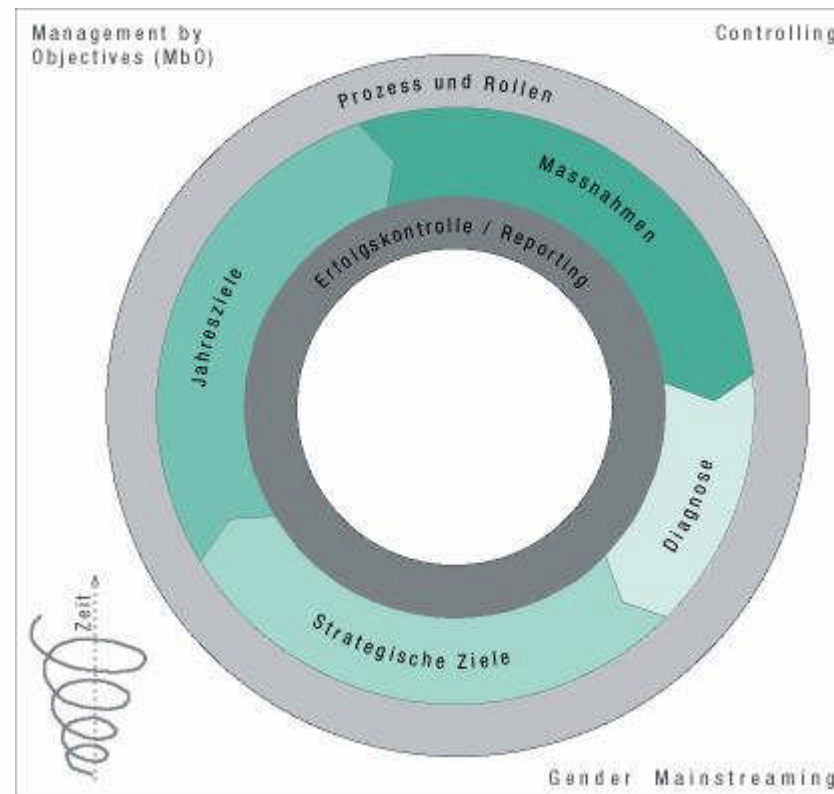 Management by
Objectives (MbO)
Controlling
Prozess und Rollen
Massnahmen
Erfolgskontrolle / Reporting
Jahresziele
Diagnose
Strategische Ziele
Zeit
Gender Mainstreaming